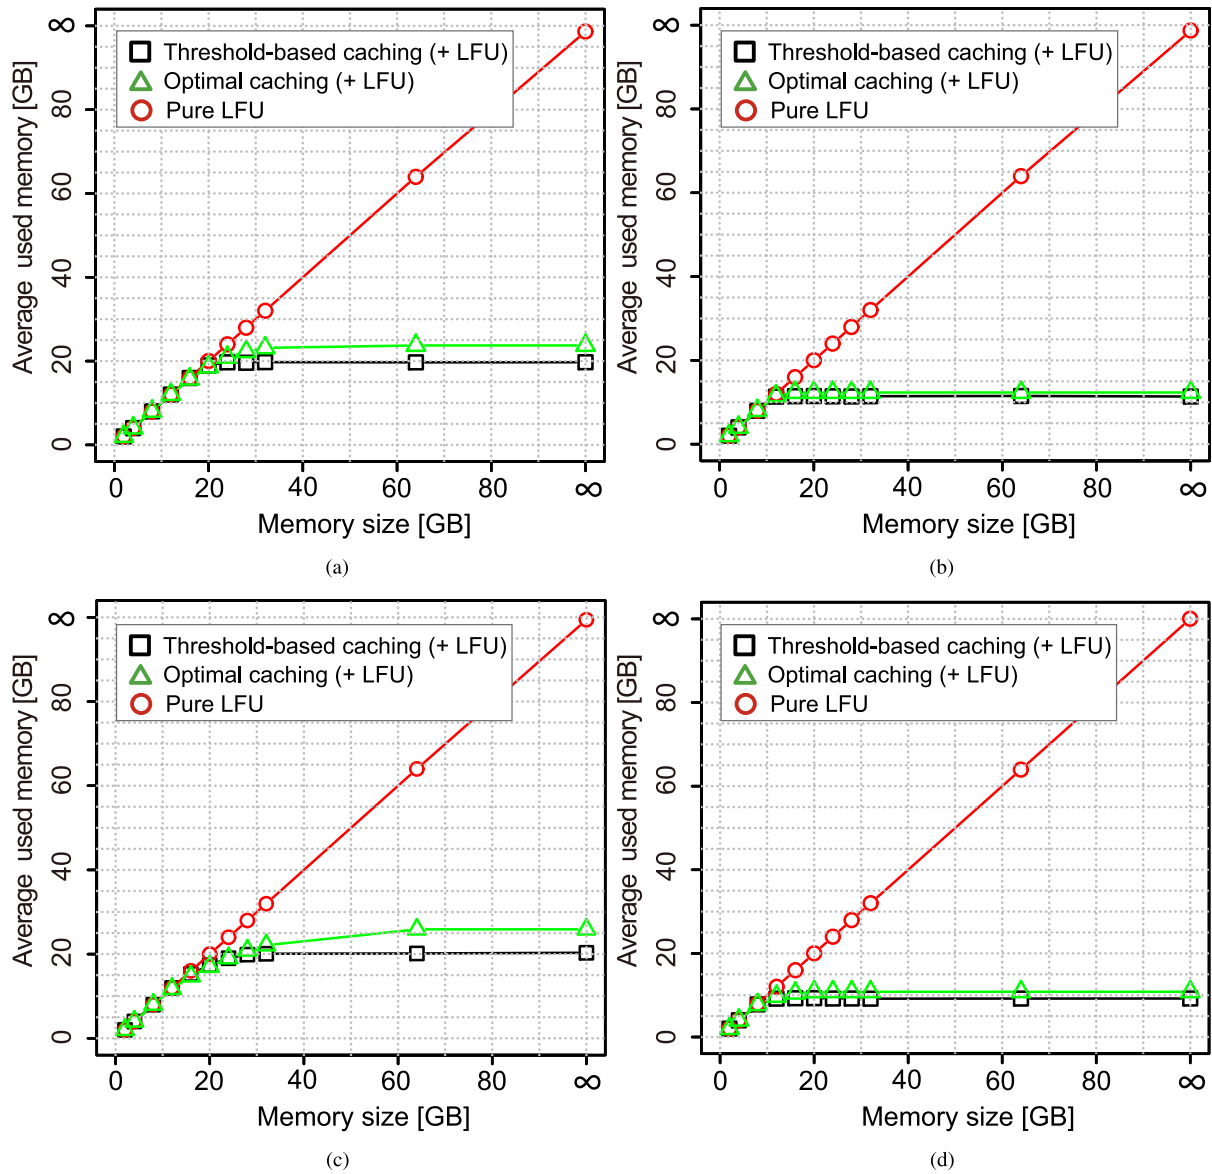 Threshold-based caching (+ LFU)
Optimal caching (+ LFU)
Pure LFU
Average used memory [GB]
∞
80
60
40
20
0
0 20 40 60 80 ∞
Memory size [GB]
(a)
Threshold-based caching (+ LFU)
Optimal caching (+ LFU)
Pure LFU
Average used memory [GB]
∞
80
60
40
20
0
0 20 40 60 80 ∞
Memory size [GB]
(b)
Threshold-based caching (+ LFU)
Optimal caching (+ LFU)
Pure LFU
Average used memory [GB]
∞
80
60
40
20
0
0 20 40 60 80 ∞
Memory size [GB]
(c)
Threshold-based caching (+ LFU)
Optimal caching (+ LFU)
Pure LFU
Average used memory [GB]
∞
80
60
40
20
0
0 20 40 60 80 ∞
Memory size [GB]
(d)